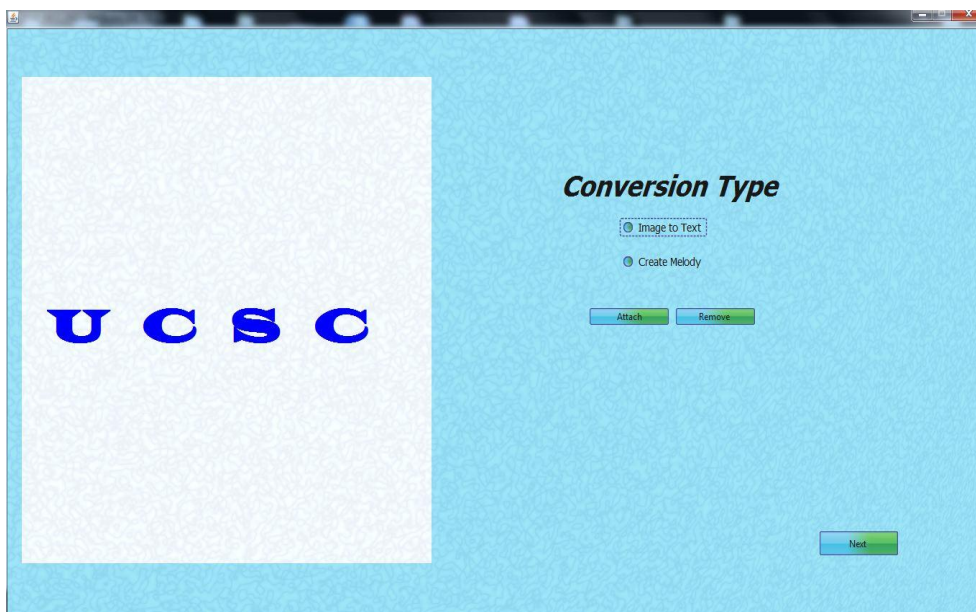 U C S C
Conversion Type
Image to Text
Create Melody
Attach Remove
Next